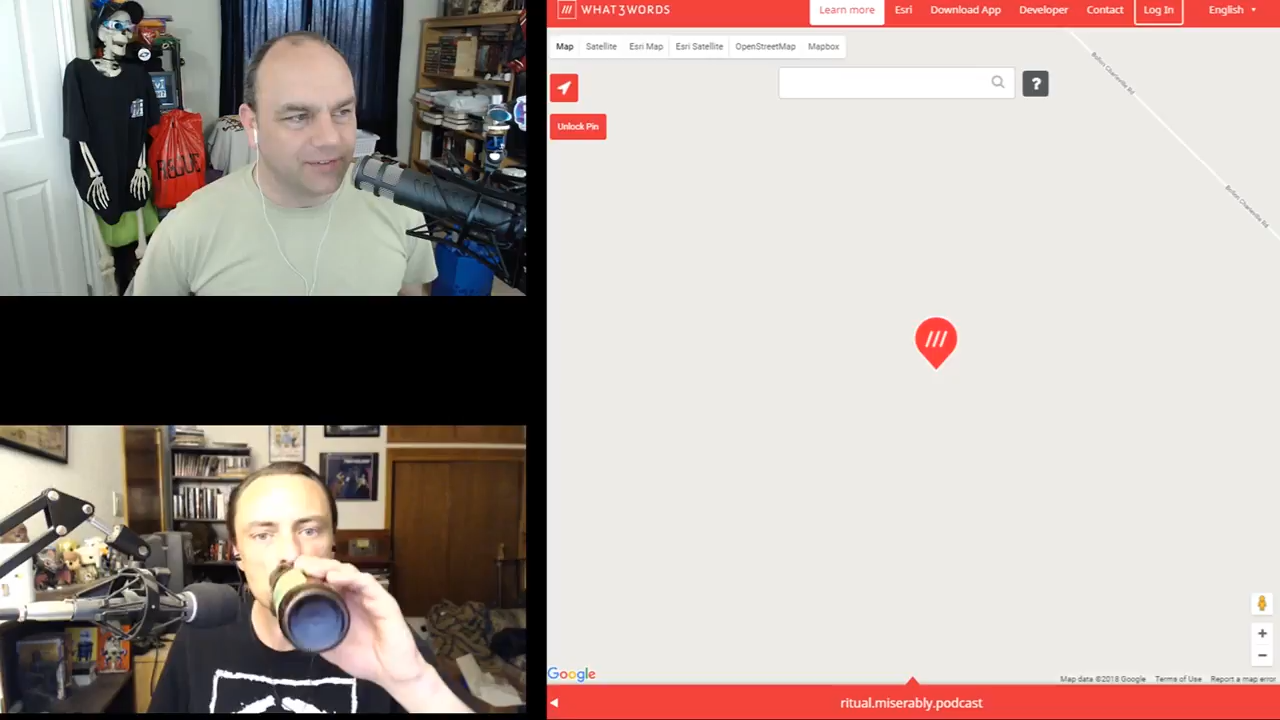 WHAT3WORDS
Learn more
Esri
Download App
Developer
Contact
Log In
English
Map
Satellite
Esri Map
Esri Satellite
OpenStreetMap
Mapbox
?
Unlock Pin
ROGUE
Google
Map data ©2018 Google
Terms of Use
Report a map error
ritual.miserably.podcast